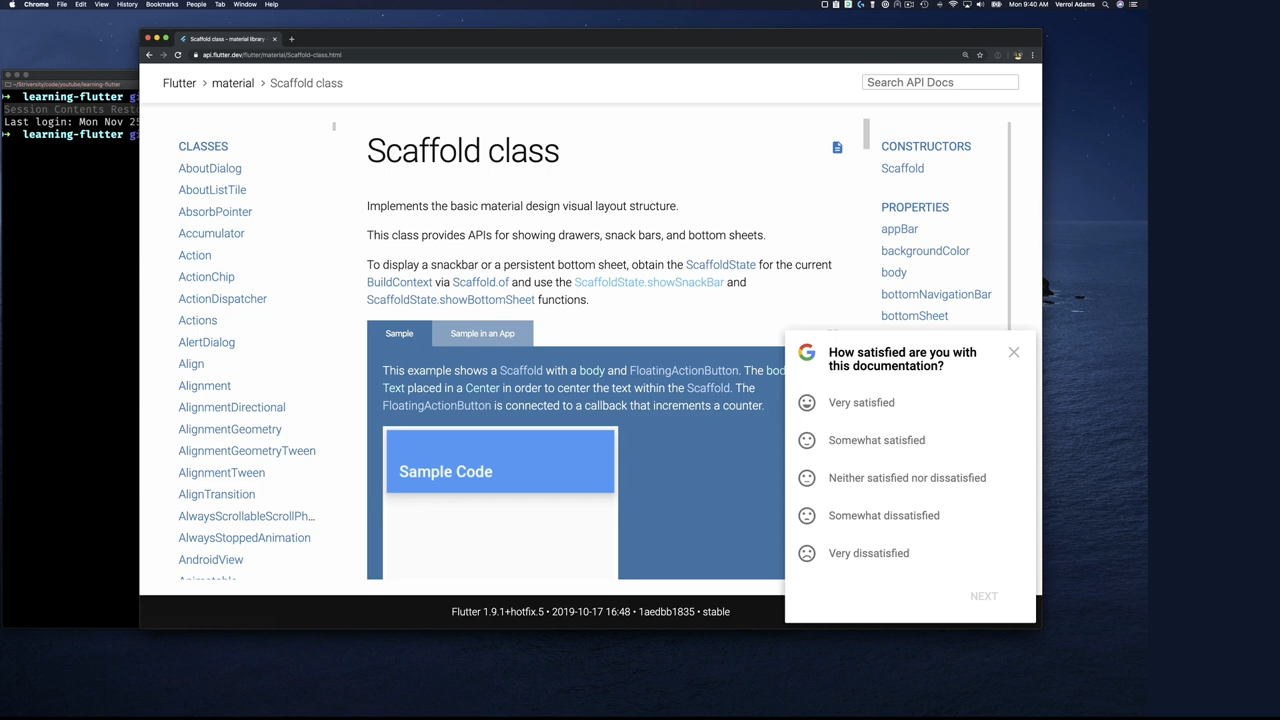 Chrome File Edit View History Bookmarks People Tab Window Help
Mon 9:40 AM Verrol Adams
Scaffold class - material library
api.flutter.dev/flutter/material/Scaffold-class.html
~/Striversity/code/youtube/learning-flutter
learning-flutter
Session Contents Resto
Last login: Mon Nov 25
learning-flutter
Flutter > material > Scaffold class
Search API Docs
CLASSES
AboutDialog
AboutListTile
AbsorbPointer
Accumulator
Action
ActionChip
ActionDispatcher
Actions
AlertDialog
Align
Alignment
AlignmentDirectional
AlignmentGeometry
AlignmentGeometryTween
AlignmentTween
AlignTransition
AlwaysScrollableScrollPh...
AlwaysStoppedAnimation
AndroidView
Scaffold class
Implements the basic material design visual layout structure.
This class provides APIs for showing drawers, snack bars, and bottom sheets.
To display a snackbar or a persistent bottom sheet, obtain the ScaffoldState for the current
BuildContext via Scaffold.of and use the ScaffoldState.showSnackBar and
ScaffoldState.showBottomSheet functions.
Sample
Sample in an App
This example shows a Scaffold with a body and FloatingActionButton. The body
Text placed in a Center in order to center the text within the Scaffold. The
FloatingActionButton is connected to a callback that increments a counter.
Sample Code
CONSTRUCTORS
Scaffold
PROPERTIES
appBar
backgroundColor
body
bottomNavigationBar
bottomSheet
How satisfied are you with
this documentation?
Very satisfied
Somewhat satisfied
Neither satisfied nor dissatisfied
Somewhat dissatisfied
Very dissatisfied
NEXT
Flutter 1.9.1+hotfix.5 • 2019-10-17 16:48 • 1aedbb1835 • stable